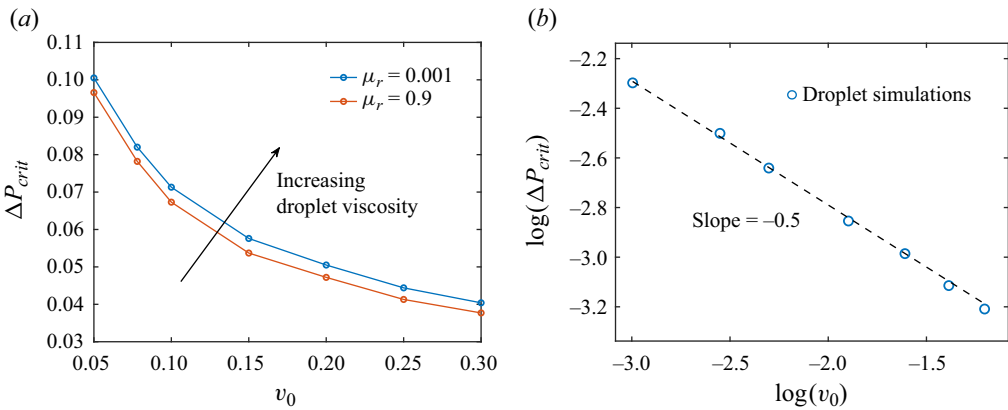 (a)
0.11
0.10
0.09
0.08
0.07
0.06
0.05
0.04
0.03
ΔP_crit
μ_r = 0.001
μ_r = 0.9
Increasing
droplet viscosity
0.05 0.10 0.15 0.20 0.25 0.30
v_0
(b)
–2.2
–2.4
–2.6
–2.8
–3.0
–3.2
log(ΔP_crit)
Droplet simulations
Slope = –0.5
–3.0 –2.5 –2.0 –1.5
log(v_0)